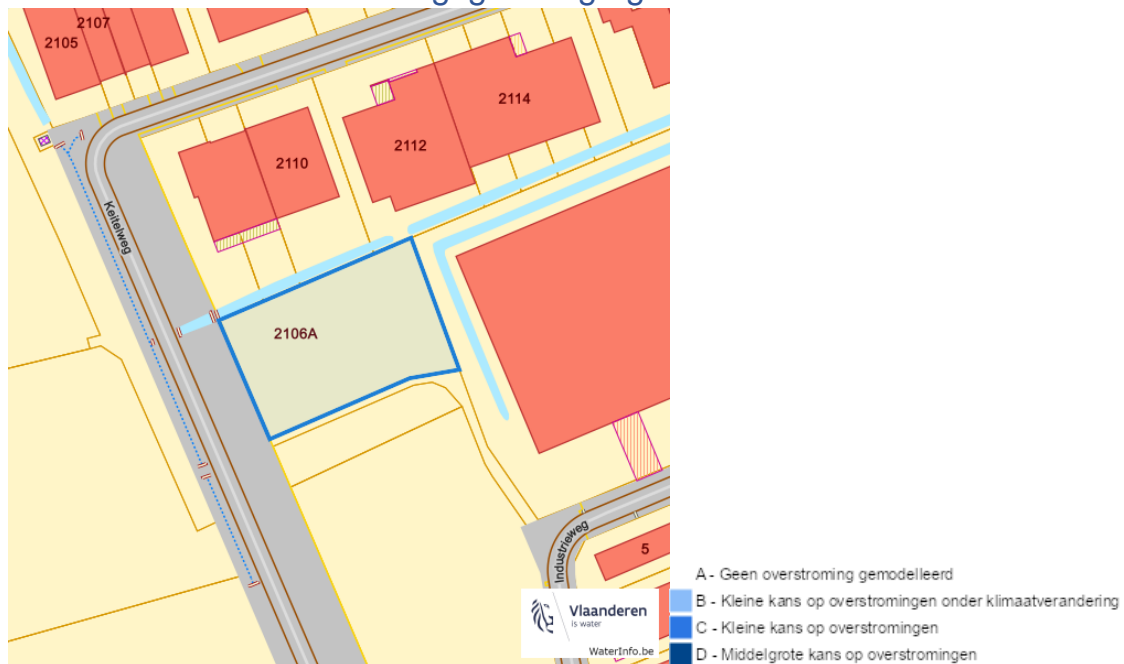 2107
2105
2114
2110
2112
Keitelweg
2106A
Industrieweg
5
Vlaanderen
is water
WaterInfo.be
A - Geen overstroming gemodelleerd
B - Kleine kans op overstromingen onder klimaatverandering
C - Kleine kans op overstromingen
D - Middelgrote kans op overstromingen